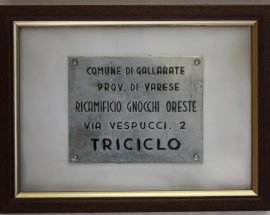 COMUNE DI GALLARATE
PROV. DI VARESE
RICAMIFICIO GNOCCHI ORESTE
VIA VESPUCCI. 2
TRICICLO